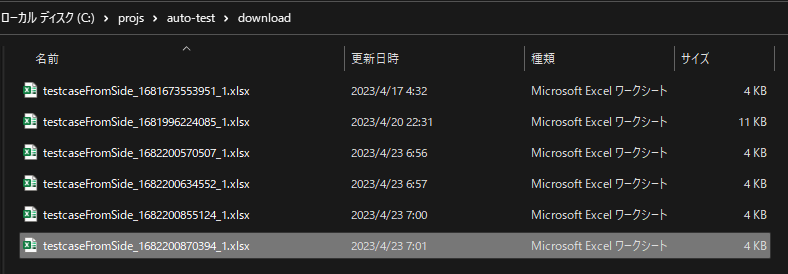 ローカル ディスク (C:) > projs > auto-test > download
名前 更新日時 種類 サイズ
testcaseFromSide_1681673553951_1.xlsx 2023/4/17 4:32 Microsoft Excel ワークシート 4 KB
testcaseFromSide_1681996224085_1.xlsx 2023/4/20 22:31 Microsoft Excel ワークシート 11 KB
testcaseFromSide_1682200570507_1.xlsx 2023/4/23 6:56 Microsoft Excel ワークシート 4 KB
testcaseFromSide_1682200634552_1.xlsx 2023/4/23 6:57 Microsoft Excel ワークシート 4 KB
testcaseFromSide_1682200855124_1.xlsx 2023/4/23 7:00 Microsoft Excel ワークシート 4 KB
testcaseFromSide_1682200870394_1.xlsx 2023/4/23 7:01 Microsoft Excel ワークシート 4 KB